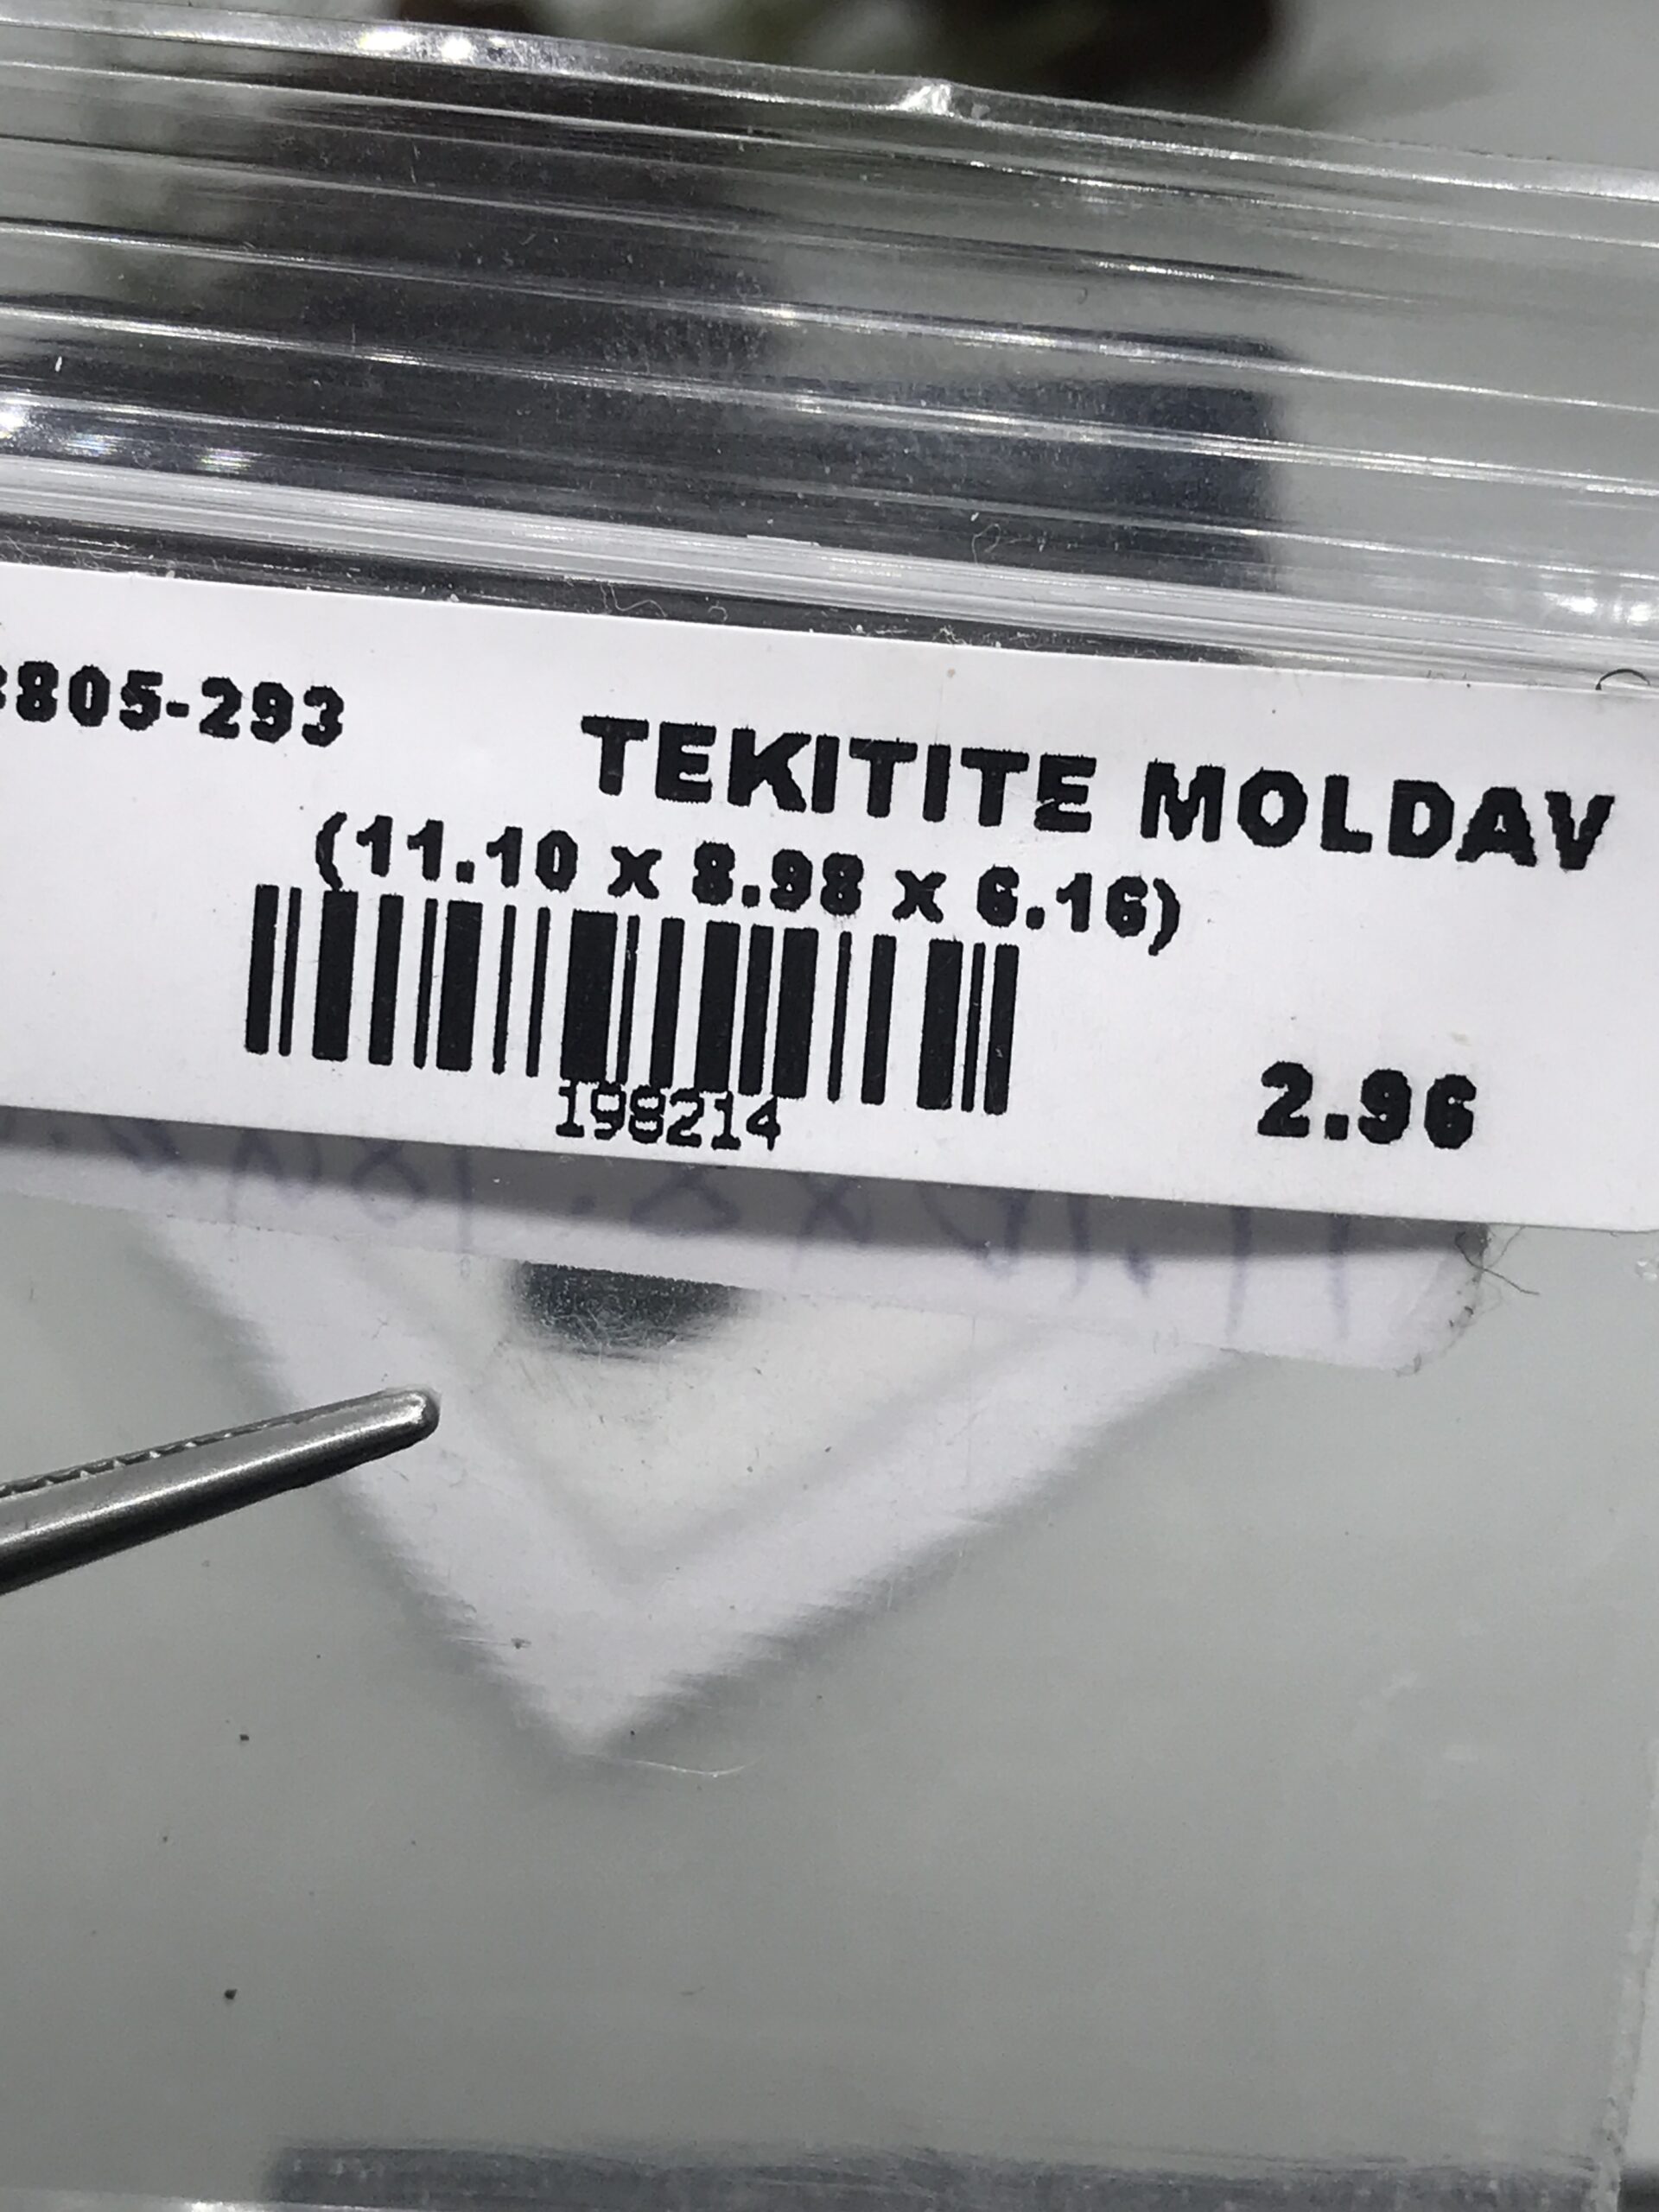 805-293 TEKITITE MOLDAV
(11.10 x 8.98 x 6.16)
198214 2.96